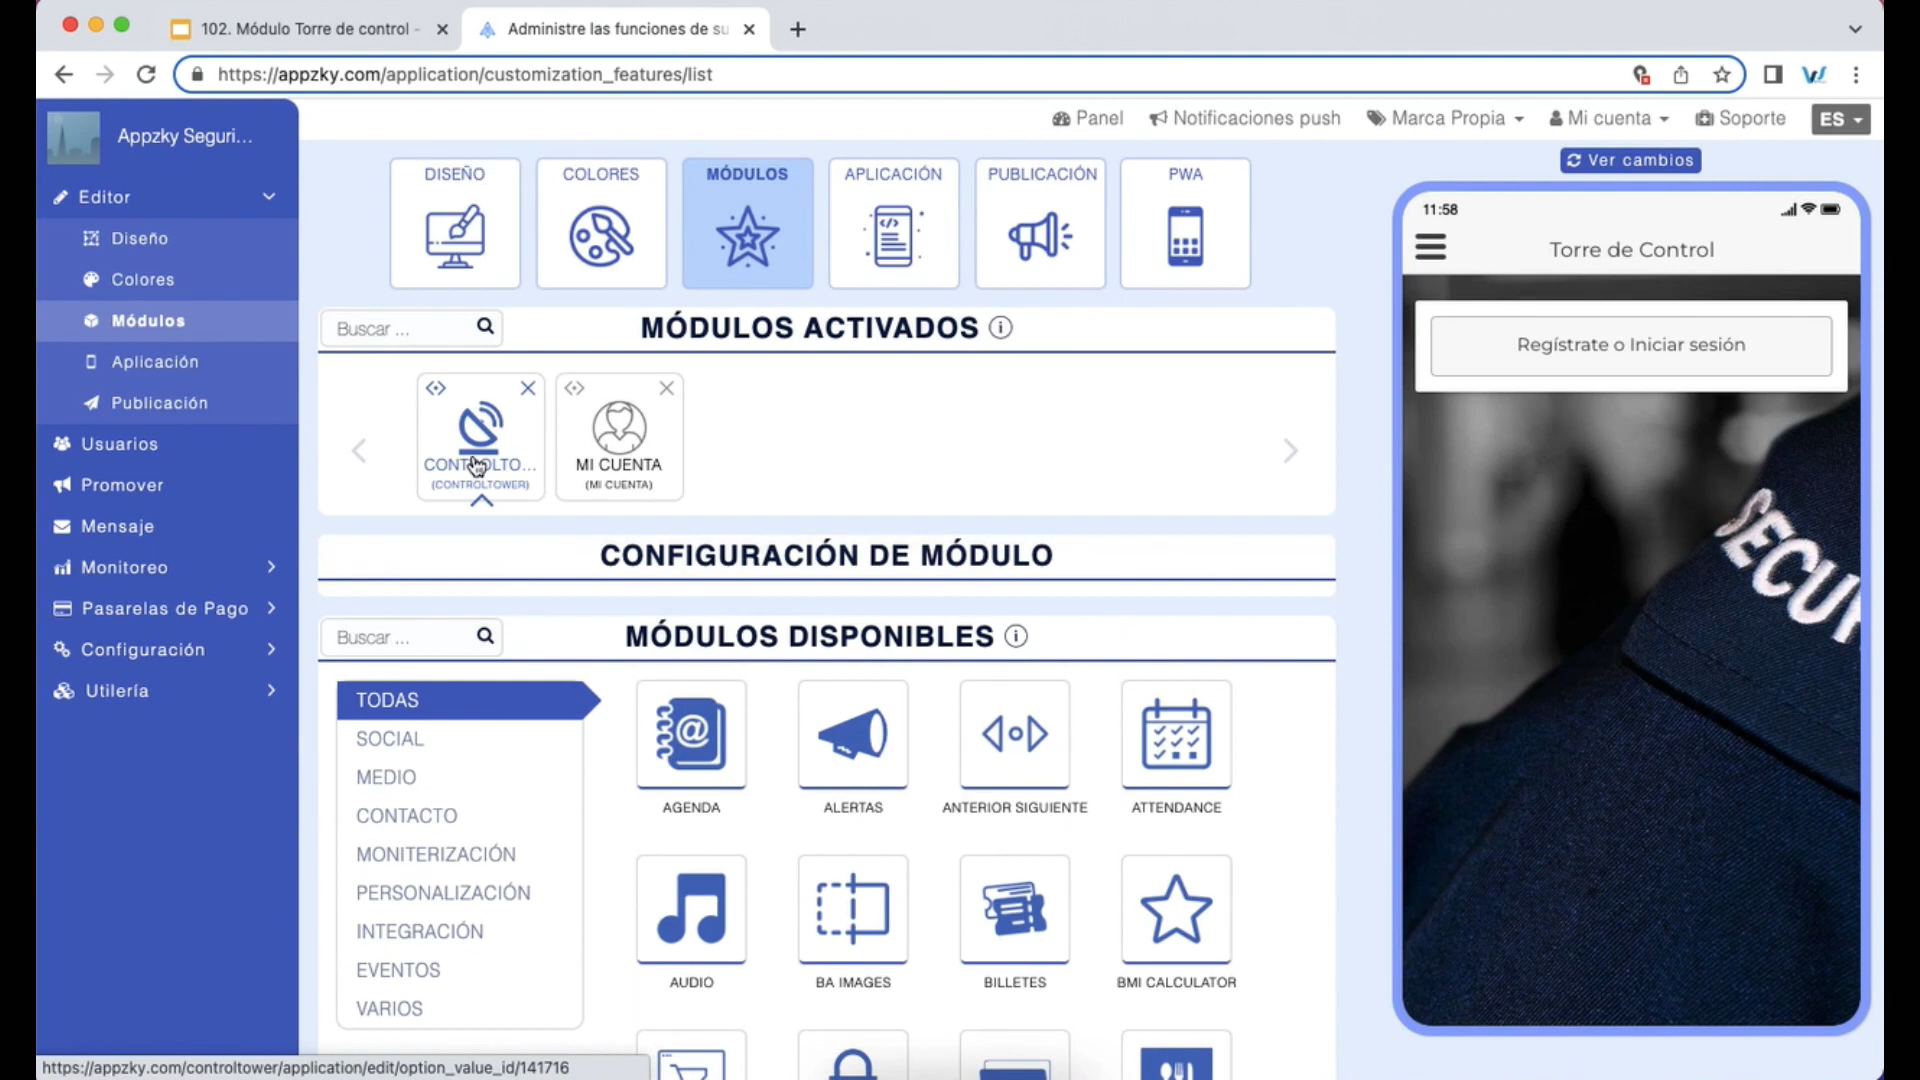 102. Módulo Torre de control -
Administre las funciones de su
https://appzky.com/application/customization_features/list
Appzky Seguri...
Panel
Notificaciones push
Marca Propia
Mi cuenta
Soporte
ES
Editor
Diseño
Colores
Módulos
Aplicación
Publicación
Usuarios
Promover
Mensaje
Monitoreo
Pasarelas de Pago
Configuración
Utilería
DISEÑO
COLORES
MÓDULOS
APLICACIÓN
PUBLICACIÓN
PWA
Buscar ...
MÓDULOS ACTIVADOS
CONTROLTO...
(CONTROLTOWER)
MI CUENTA
(MI CUENTA)
CONFIGURACIÓN DE MÓDULO
Buscar ...
MÓDULOS DISPONIBLES
TODAS
SOCIAL
MEDIO
CONTACTO
MONITERIZACIÓN
PERSONALIZACIÓN
INTEGRACIÓN
EVENTOS
VARIOS
AGENDA
ALERTAS
ANTERIOR SIGUIENTE
ATTENDANCE
AUDIO
BA IMAGES
BILLETES
BMI CALCULATOR
Ver cambios
11:58
Torre de Control
Regístrate o Iniciar sesión
SECU
https://appzky.com/controltower/application/edit/option_value_id/141716